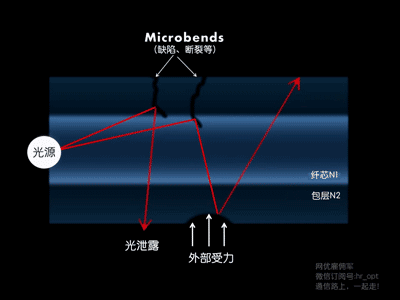 Microbends
(缺陷、断裂等)
光源
纤芯N1
包层N2
光泄露
外部受力
网优雇佣军
微信订阅号:hr_opt
通信路上，一起走!